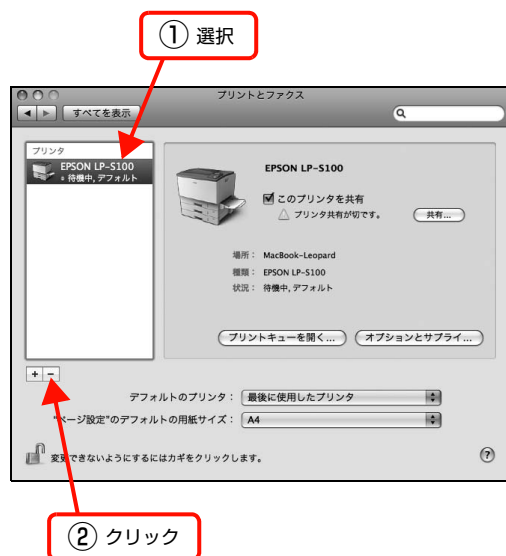 ① 選択
プリントとファクス
すべてを表示
プリンタ
EPSON LP-S100
待機中, デフォルト
EPSON LP-S100
このプリンタを共有
プリンタ共有が切です。
共有...
場所： MacBook-Leopard
種類： EPSON LP-S100
状況： 待機中, デフォルト
プリントキューを開く...
オプションとサプライ...
+ −
デフォルトのプリンタ： 最後に使用したプリンタ
"ページ設定"のデフォルトの用紙サイズ： A4
変更できないようにするにはカギをクリックします。
?
② クリック